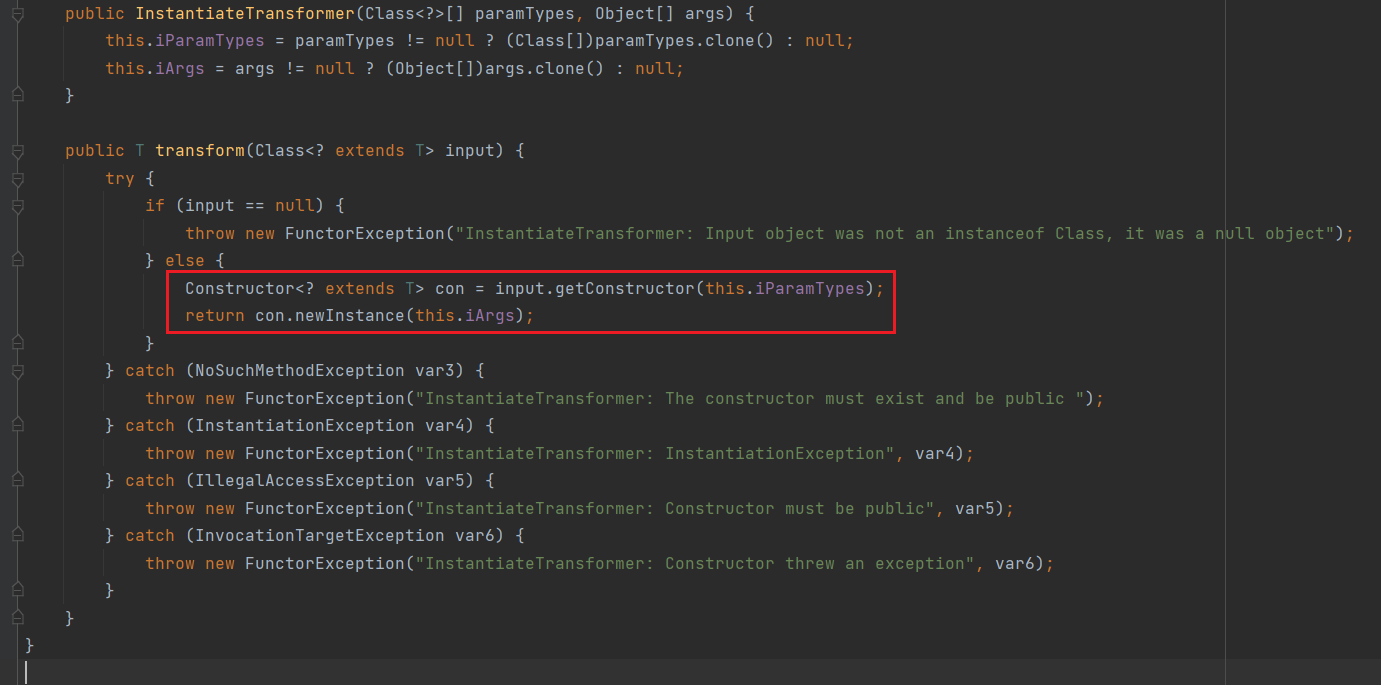 public InstantiateTransformer(Class<?>[] paramTypes, Object[] args) {
this.iParamTypes = paramTypes != null ? (Class[])paramTypes.clone() : null;
this.iArgs = args != null ? (Object[])args.clone() : null;
}
public T transform(Class<? extends T> input) {
try {
if (input == null) {
throw new FunctorException("InstantiateTransformer: Input object was not an instanceof Class, it was a null object");
} else {
Constructor<? extends T> con = input.getConstructor(this.iParamTypes);
return con.newInstance(this.iArgs);
}
} catch (NoSuchMethodException var3) {
throw new FunctorException("InstantiateTransformer: The constructor must exist and be public ");
} catch (InstantiationException var4) {
throw new FunctorException("InstantiateTransformer: InstantiationException", var4);
} catch (IllegalAccessException var5) {
throw new FunctorException("InstantiateTransformer: Constructor must be public", var5);
} catch (InvocationTargetException var6) {
throw new FunctorException("InstantiateTransformer: Constructor threw an exception", var6);
}
}
}